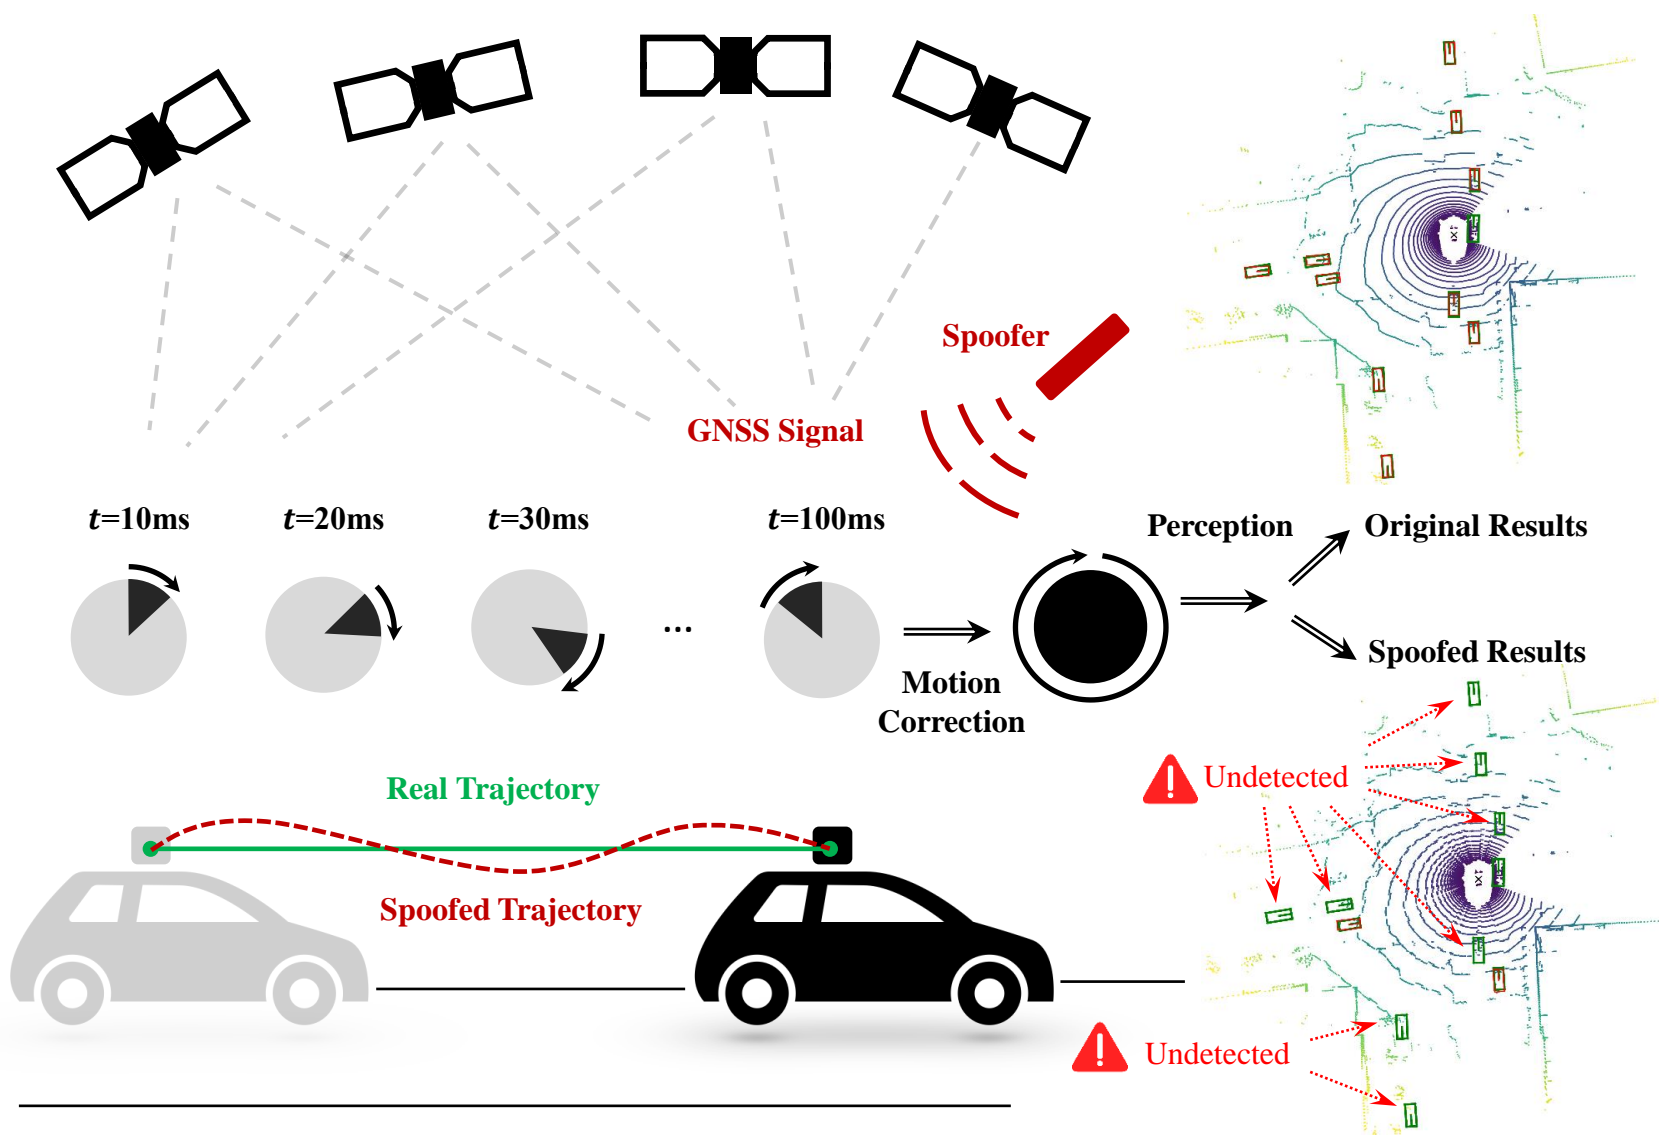 Spoofer
GNSS Signal
t=10ms
t=20ms
t=30ms
t=100ms
...
Motion
Correction
Perception
Original Results
Spoofed Results
Real Trajectory
Spoofed Trajectory
! Undetected
! Undetected